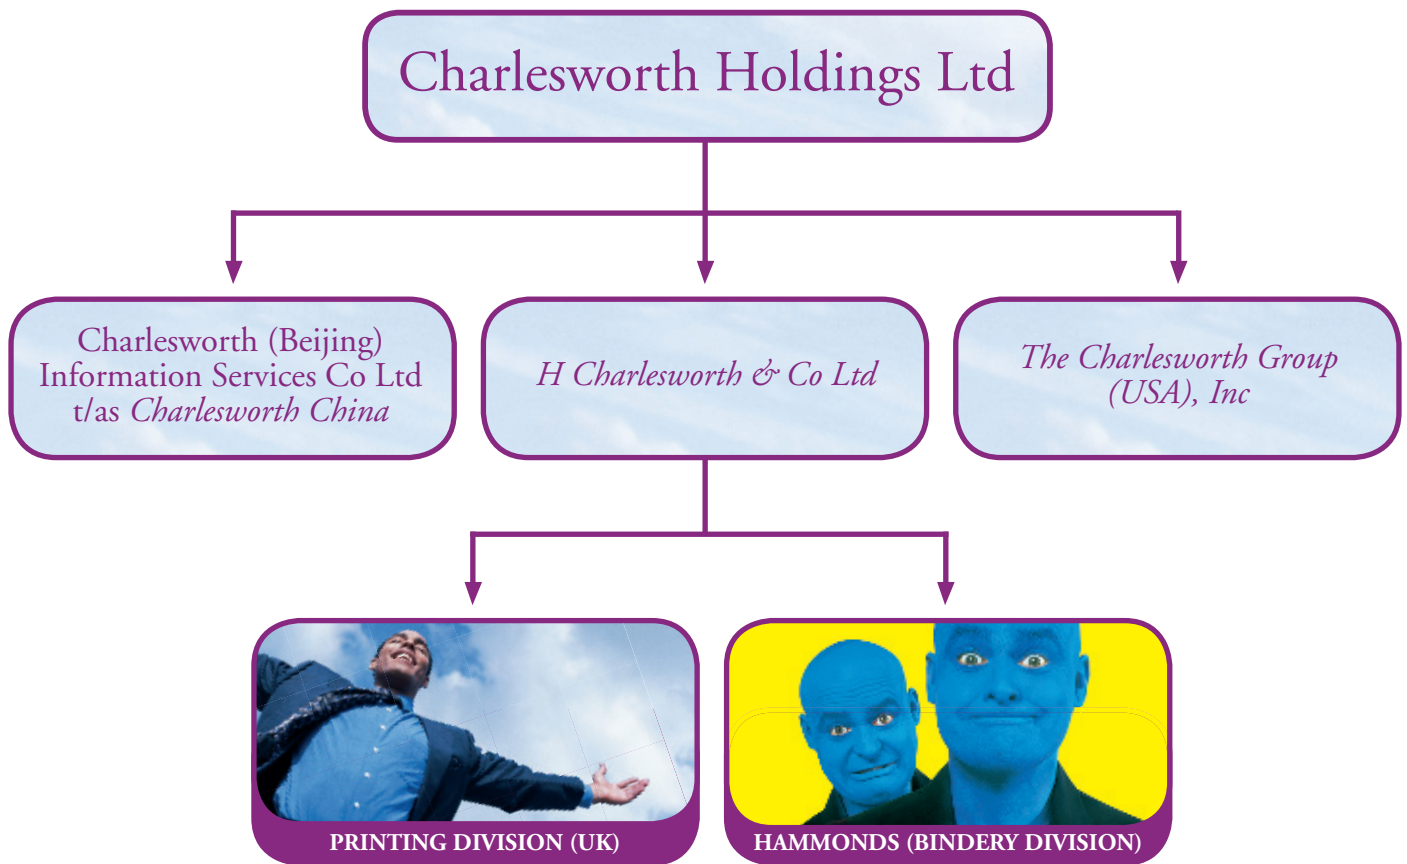 Charlesworth Holdings Ltd
Charlesworth (Beijing)
Information Services Co Ltd
t/as Charlesworth China
H Charlesworth & Co Ltd
The Charlesworth Group
(USA), Inc
PRINTING DIVISION (UK)
HAMMONDS (BINDERY DIVISION)